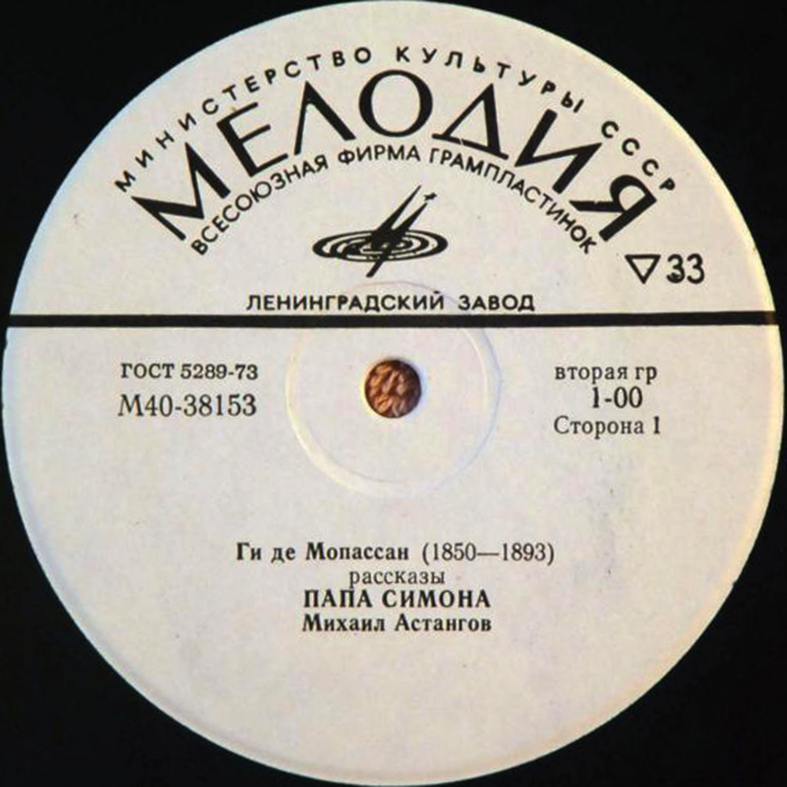 МИНИСТЕРСТВО КУЛЬТУРЫ СССР
МЕЛОДИЯ
ВСЕСОЮЗНАЯ ФИРМА ГРАМПЛАСТИНОК
▽33
ЛЕНИНГРАДСКИЙ ЗАВОД
ГОСТ 5289-73
М40-38153
вторая гр
1-00
Сторона 1
Ги де Мопассан (1850—1893)
рассказы
ПАПА СИМОНА
Михаил Астангов